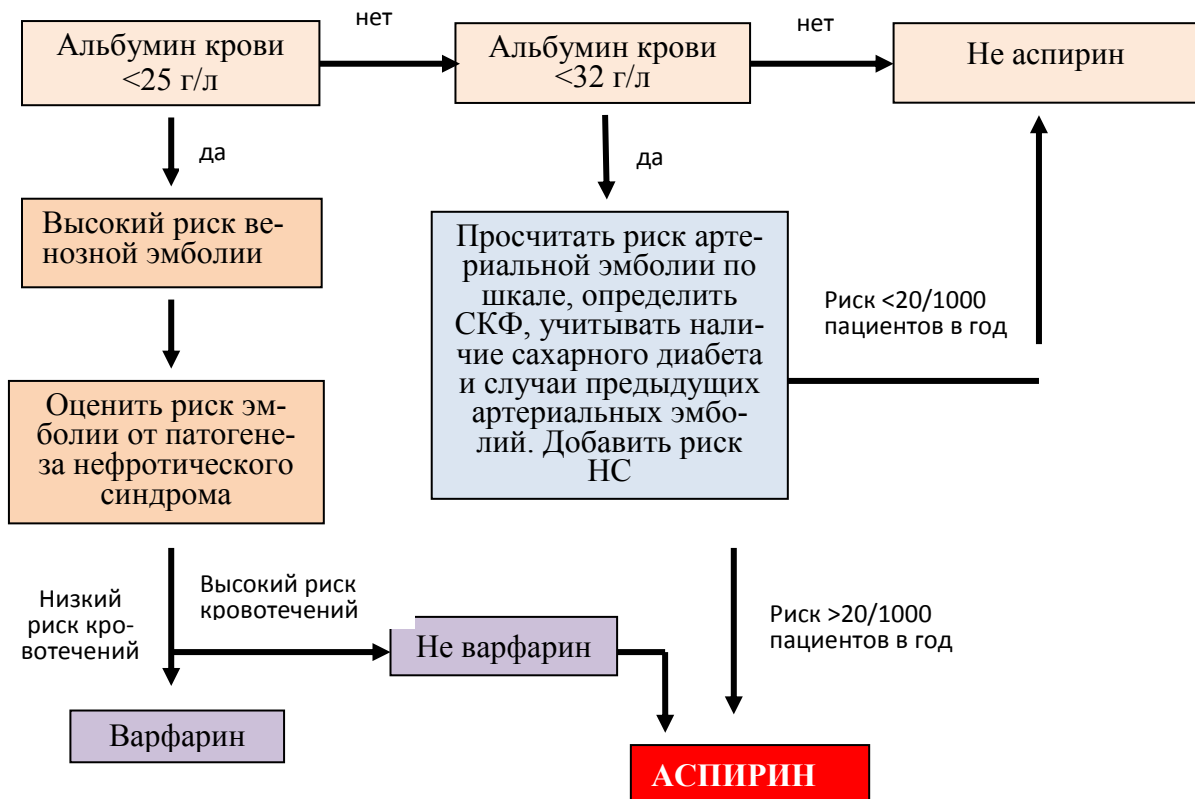 нет
нет
Альбумин крови
<25 г/л
Альбумин крови
<32 г/л
Не аспирин
да
да
Высокий риск ве-
нозной эмболии
Просчитать риск арте-
риальной эмболии по
шкале, определить
СКФ, учитывать нали-
чие сахарного диабета
и случаи предыдущих
артериальных эмбо-
лий. Добавить риск
НС
Риск <20/1000
пациентов в год
Оценить риск эм-
болии от патогене-
за нефротического
синдрома
Низкий
риск кро-
вотечений
Высокий риск
кровотечений
Не варфарин
Риск >20/1000
пациентов в год
Варфарин
АСПИРИН